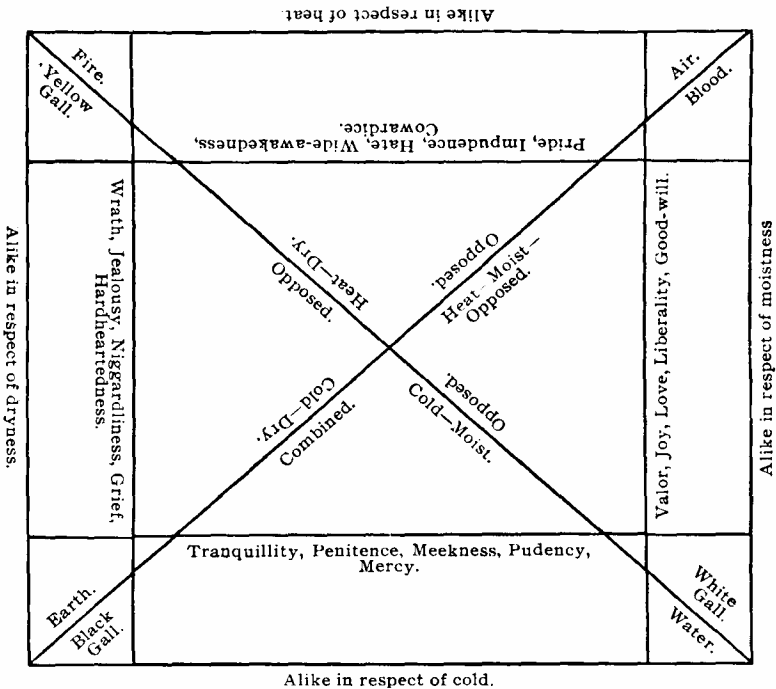 Alike in respect of heat.
Fire.
Yellow
Gall.
Air.
Blood.
Pride, Impudence, Hate, Wide-awakedness,
Cowardice.
Alike in respect of dryness.
Wrath, Jealousy, Niggardliness, Grief,
Hardheartedness.
Heat—Dry.
Opposed.
Opposed.
Heat-Moist—
Opposed.
Valor, Joy, Love, Liberality, Good-will.
Alike in respect of moistness
Cold—Dry.
Combined.
Opposed.
Cold—Moist.
Tranquillity, Penitence, Meekness, Pudency,
Mercy.
Earth.
Black
Gall.
White
Gall.
Water.
Alike in respect of cold.